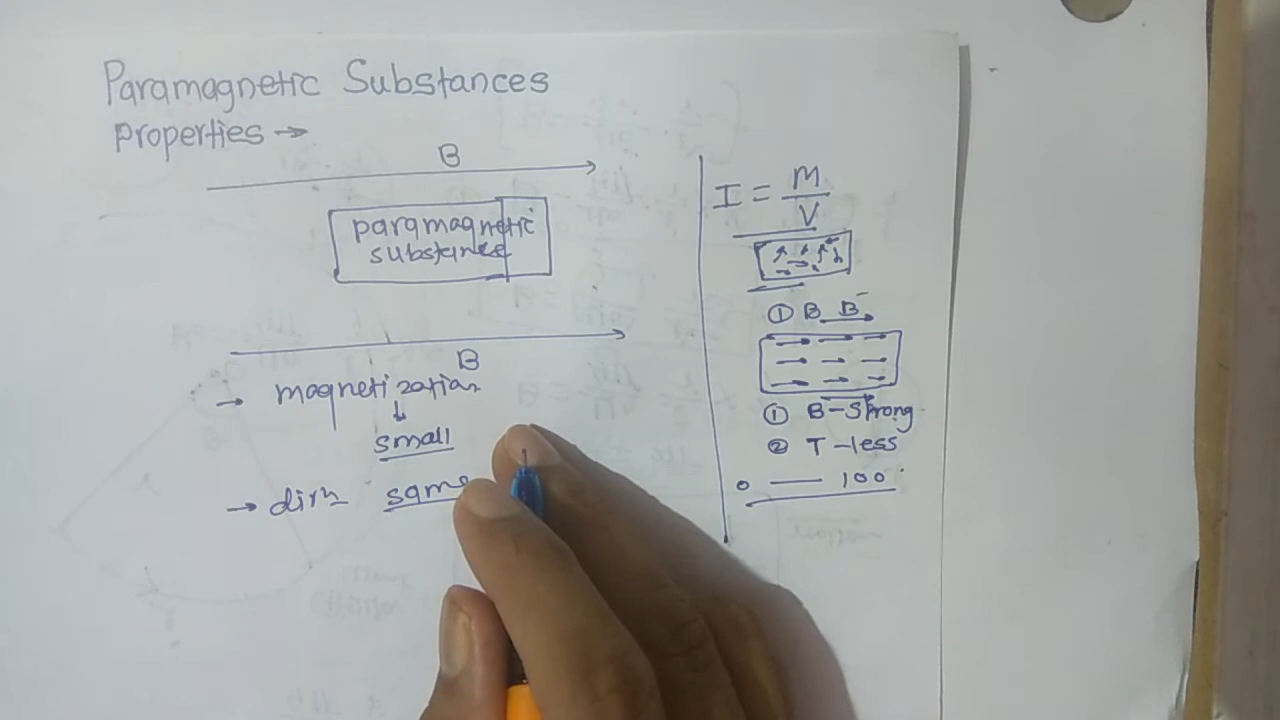 Paramagnetic Substances
Properties →
B
paramagnetic
substance
B
→ magnetization
↓
small
→ dirn same
I = M/V
① B B
① B-Strong
② T-less
0 — 100